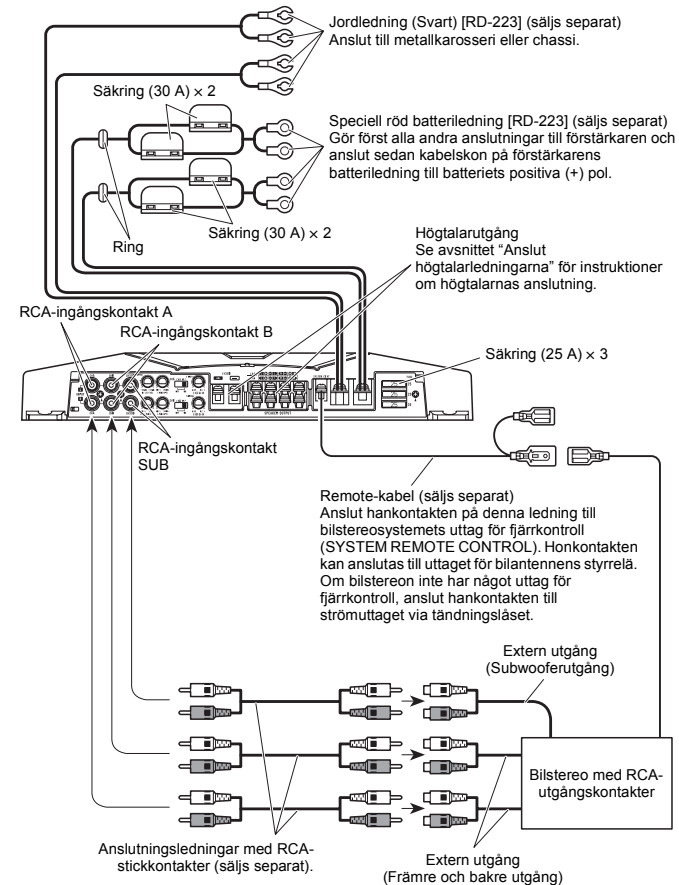 Jordledning (Svart) [RD-223] (säljs separat)
Anslut till metallkarosseri eller chassi.
Säkring (30 A) × 2
Speciell röd batteriledning [RD-223] (säljs separat)
Gör först alla andra anslutningar till förstärkaren och
anslut sedan kabelskon på förstärkarens
batteriledning till batteriets positiva (+) pol.
Säkring (30 A) × 2
Ring
Högtalarutgång
Se avsnittet “Anslut
högtalarledningarna” för instruktioner
om högtalarnas anslutning.
RCA-ingångskontakt A
RCA-ingångskontakt B
Säkring (25 A) × 3
SPEAKER OUTPUT
RCA-ingångskontakt
SUB
Remote-kabel (säljs separat)
Anslut hankontakten på denna ledning till
bilstereosystemets uttag för fjärrkontroll
(SYSTEM REMOTE CONTROL). Honkontakten
kan anslutas till uttaget för bilantennens styrrelä.
Om bilstereon inte har något uttag för
fjärrkontroll, anslut hankontakten till
strömuttaget via tändningslåset.
Extern utgång
(Subwooferutgång)
Bilstereo med RCA-
utgångskontakter
Anslutningsledningar med RCA-
stickkontakter (säljs separat).
Extern utgång
(Främre och bakre utgång)